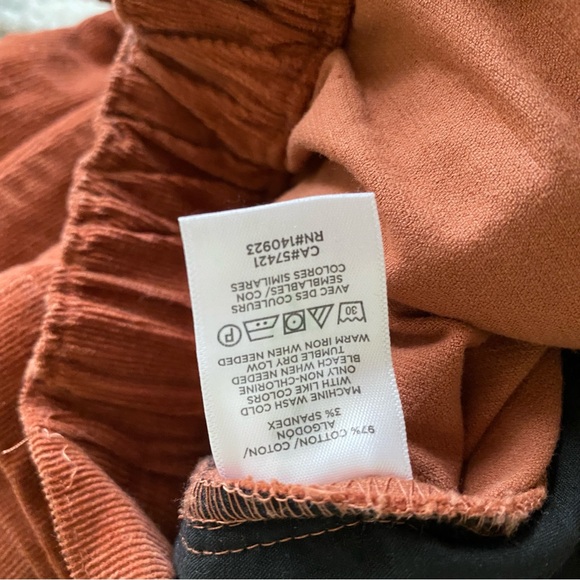 97% COTTON/ COTON/
ALGODÓN
3% SPANDEX
MACHINE WASH COLD
WITH LIKE COLORS
ONLY NON-CHLORINE
BLEACH WHEN NEEDED
TUMBLE DRY LOW
WARM IRON WHEN NEEDED
30 P
AVEC DES COULEURS
SEMBLABLES/ CON
COLORES SIMILARES
CA#57421
RN#140923